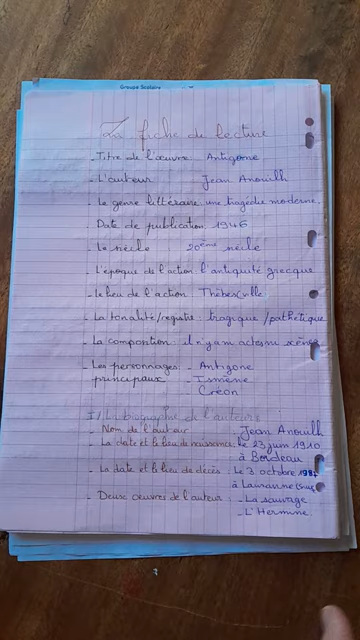 Groupe Scolaire
La fiche de lecture
- Titre de l'œuvre : Antigone
- L'auteur Jean Anouilh
- Le genre littéraire : une tragédie moderne.
- Date de publication. 1946
- Le siècle 20ème siècle
- L'époque de l'action l'antiquité grecque
- Le lieu de l'action : Thèbes (ville
- La tonalité/registre : tragique / pathétique
- La composition : il n'y a ni actes ni scènes
- Les personnages - Antigone
principaux - Ismène
- Créon
I/ La biographie de l'auteur
- Nom de l'auteur Jean Anouilh
- La date et le lieu de naissance : Le 23 juin 1910
à Bordeau
- La date et le lieu de décès : Le 3 octobre 1987
à Lausanne
- Deux oeuvres de l'auteur : - La sauvage
- L'Hermine.